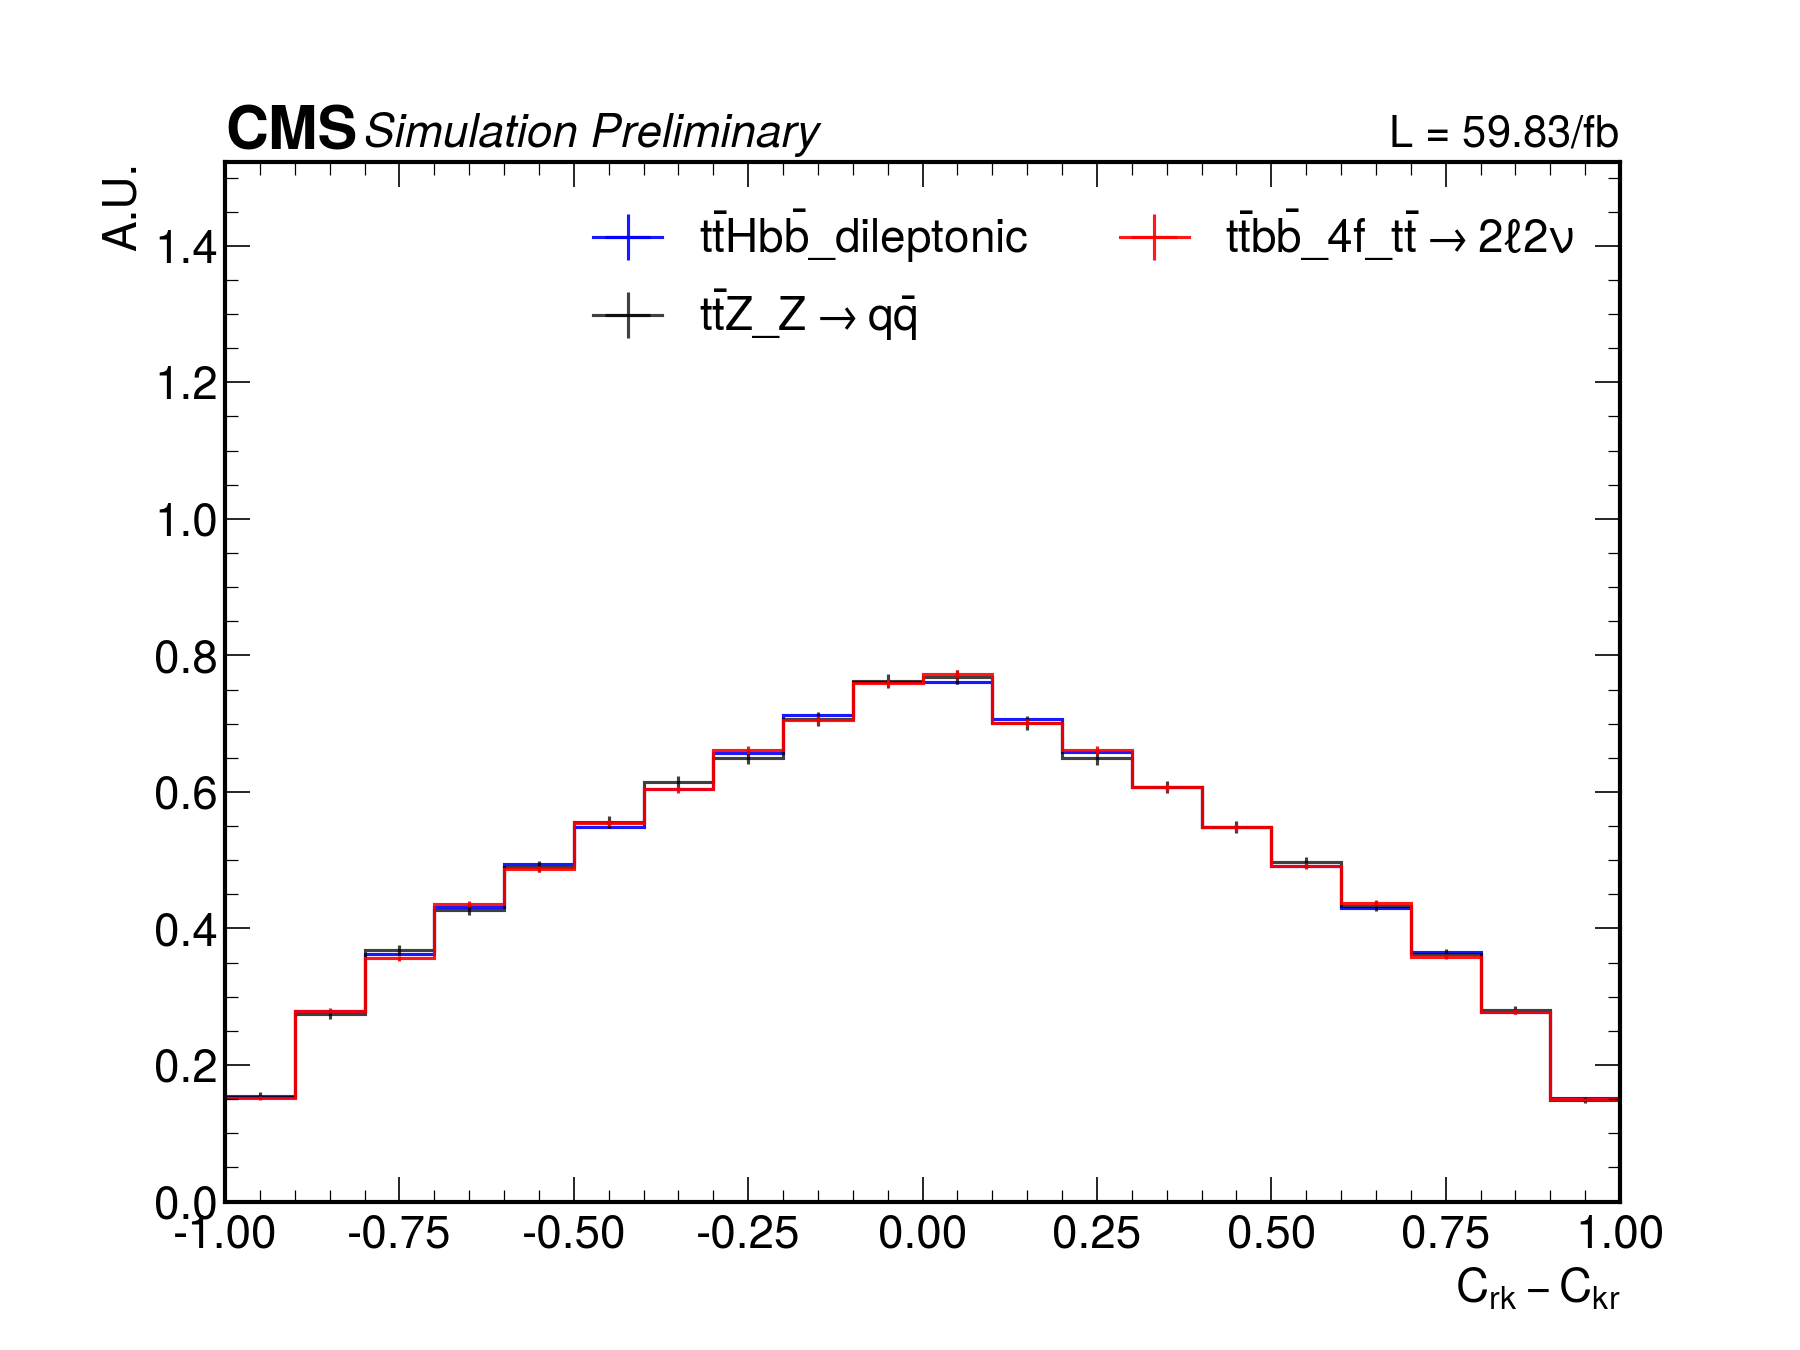 CMS Simulation Preliminary L = 59.83/fb
A.U.
tt̄Hbb̄_dileptonic tt̄bb̄_4f_tt̄ → 2ℓ2ν
tt̄Z_Z → qq̄
1.4
1.2
1.0
0.8
0.6
0.4
0.2
0.0
-1.00 -0.75 -0.50 -0.25 0.00 0.25 0.50 0.75 1.00
C_rk − C_kr